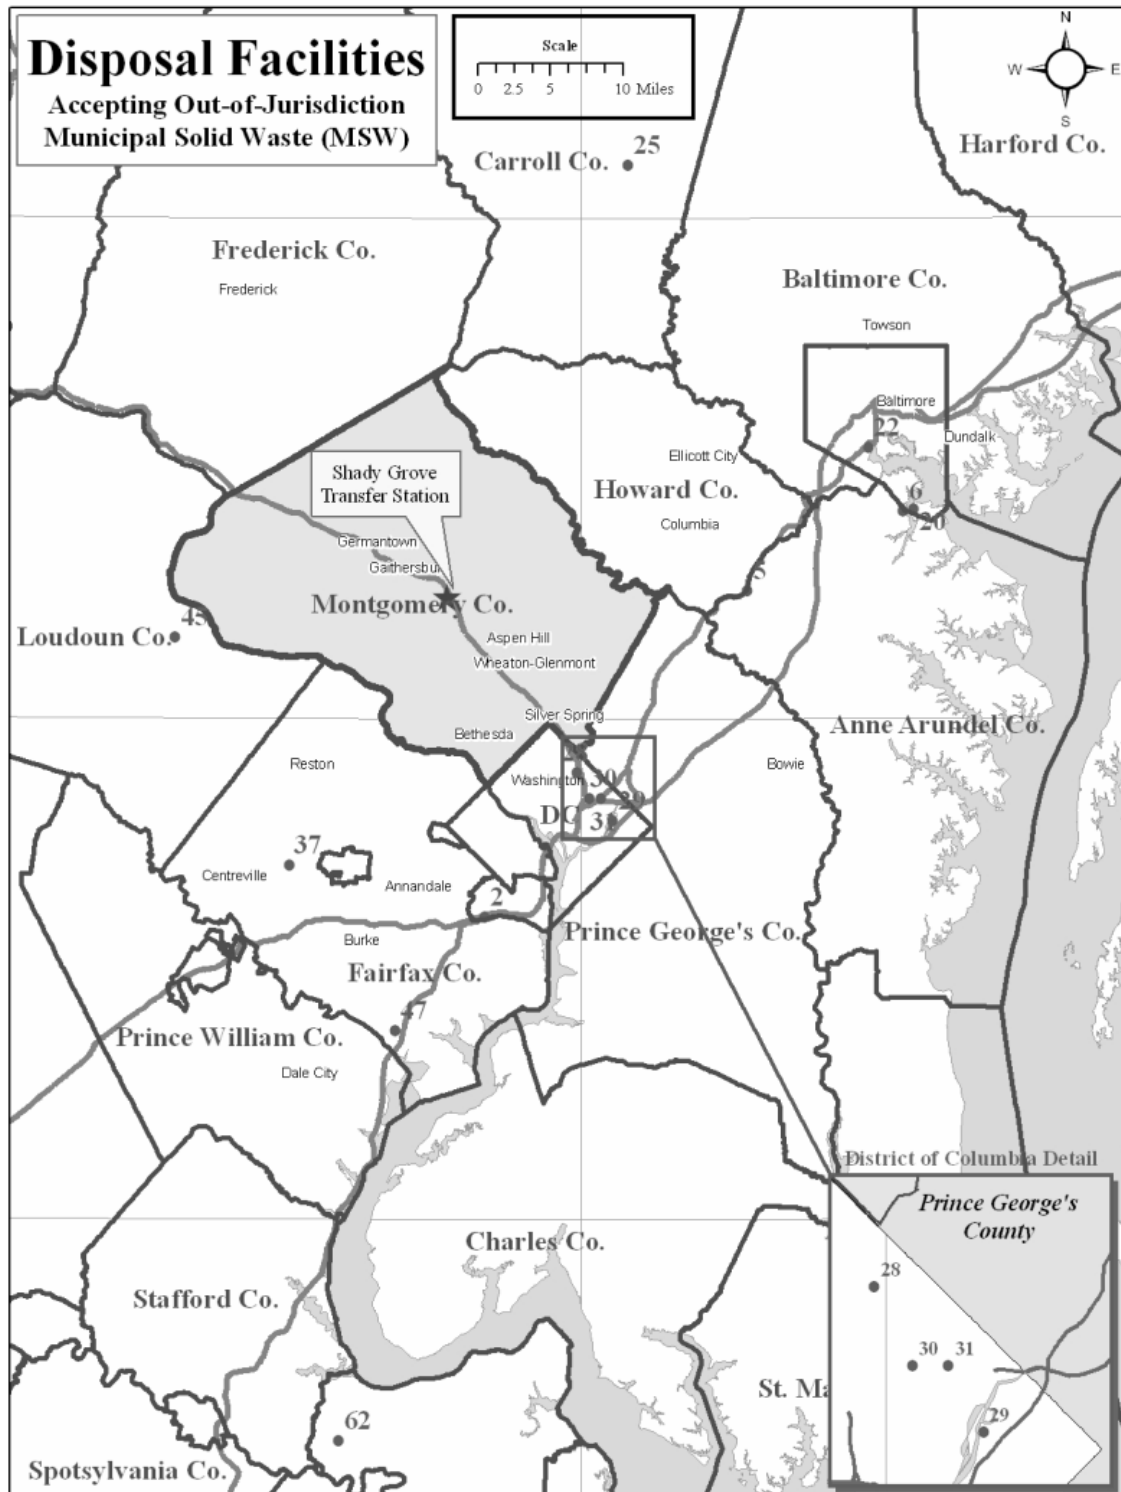 Disposal Facilities
Accepting Out-of-Jurisdiction
Municipal Solid Waste (MSW)
Scale
0 2.5 5 10 Miles
N
W E
S
Carroll Co.
25
Harford Co.
Frederick Co.
Frederick
Baltimore Co.
Towson
Baltimore
22
Dundalk
Ellicott City
Howard Co.
Columbia
6
20
Shady Grove
Transfer Station
Germantown
Gaithersbu
Montgomery Co.
Loudoun Co.
45
Aspen Hill
Wheaton-Glenmont
Silver Spring
Bethesda
Anne Arundel Co.
Bowie
Reston
Washington
30
29
DC
31
37
Centreville
Annandale
2
Burke
Fairfax Co.
Prince George's Co.
47
Prince William Co.
Dale City
District of Columbia Detail
Prince George's
County
28
30
31
29
Charles Co.
Stafford Co.
St. Ma
62
Spotsylvania Co.